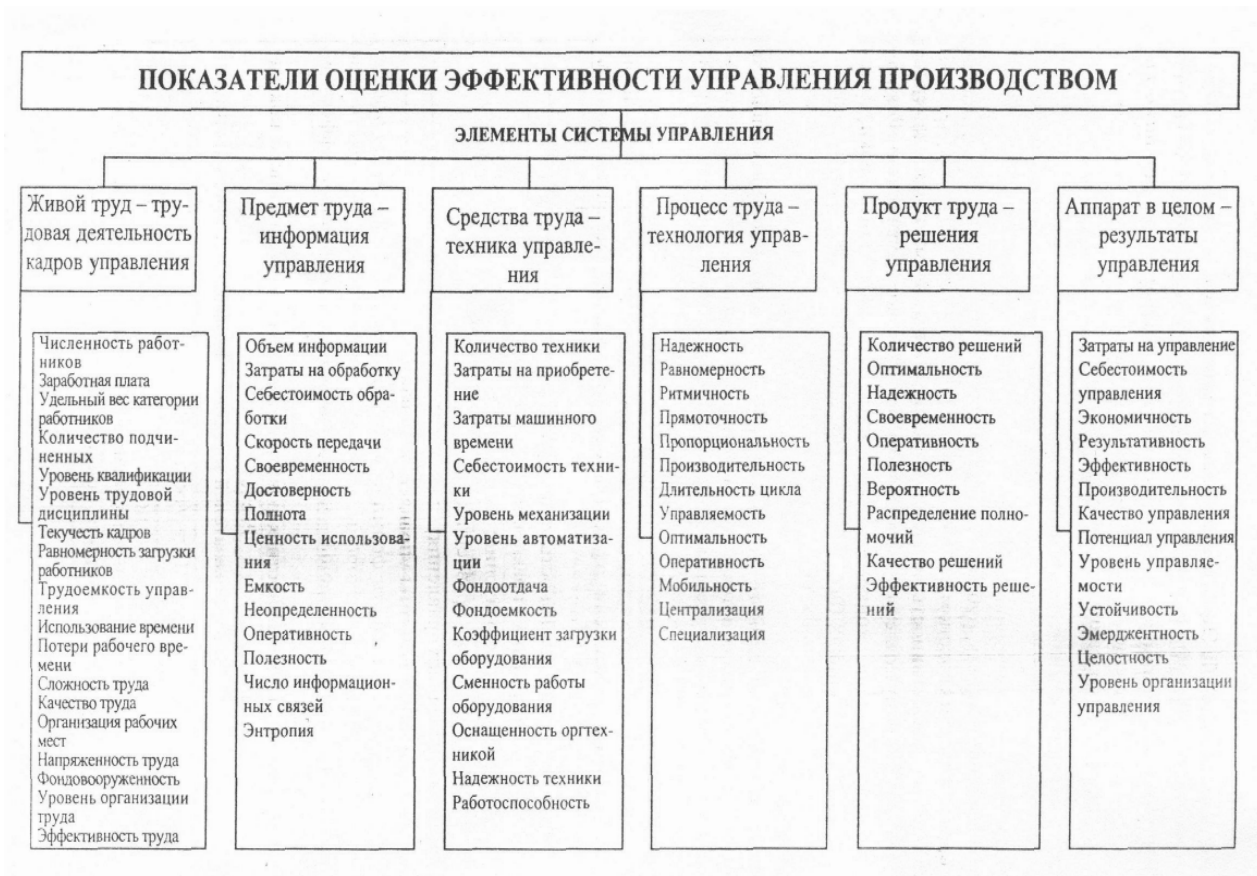 ПОКАЗАТЕЛИ ОЦЕНКИ ЭФФЕКТИВНОСТИ УПРАВЛЕНИЯ ПРОИЗВОДСТВОМ
ЭЛЕМЕНТЫ СИСТЕМЫ УПРАВЛЕНИЯ
Живой труд – тру-
довая деятельность
кадров управления
Численность работ-
ников
Заработная плата
Удельный вес категории
работников
Количество подчи-
ненных
Уровень квалификации
Уровень трудовой
дисциплины
Текучесть кадров
Равномерность загрузки
работников
Трудоемкость управ-
ления
Использование времени
Потери рабочего вре-
мени
Сложность труда
Качество труда
Организация рабочих
мест
Напряженность труда
Фондовооруженность
Уровень организации
труда
Эффективность труда
Предмет труда –
информация
управления
Объем информации
Затраты на обработку
Себестоимость обра-
ботки
Скорость передачи
Своевременность
Достоверность
Полнота
Ценность использова-
ния
Емкость
Неопределенность
Оперативность
Полезность
Число информацион-
ных связей
Энтропия
Средства труда –
техника управле-
ния
Количество техники
Затраты на приобрете-
ние
Затраты машинного
времени
Себестоимость техни-
ки
Уровень механизации
Уровень автоматиза-
ции
Фондоотдача
Фондоемкость
Коэффициент загрузки
оборудования
Сменность работы
оборудования
Оснащенность оргтех-
никой
Надежность техники
Работоспособность
Процесс труда –
технология управ-
ления
Надежность
Равномерность
Ритмичность
Прямоточность
Пропорциональность
Производительность
Длительность цикла
Управляемость
Оптимальность
Оперативность
Мобильность
Централизация
Специализация
Продукт труда –
решения
управления
Количество решений
Оптимальность
Надежность
Своевременность
Оперативность
Полезность
Вероятность
Распределение полно-
мочий
Качество решений
Эффективность реше-
ний
Аппарат в целом –
результаты
управления
Затраты на управление
Себестоимость
управления
Экономичность
Результативность
Эффективность
Производительность
Качество управления
Потенциал управления
Уровень управляе-
мости
Устойчивость
Эмерджентность
Целостность
Уровень организации
управления